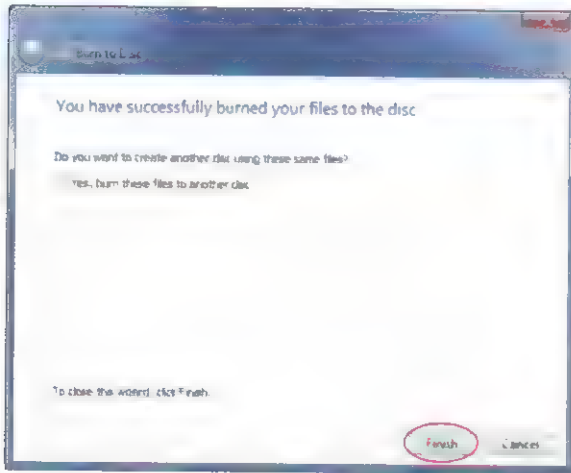 Burn to Disc
You have successfully burned your files to the disc
Do you want to create another disc using these same files?
Yes, burn these files to another disc
To close this wizard, click Finish.
Finish
Cancel